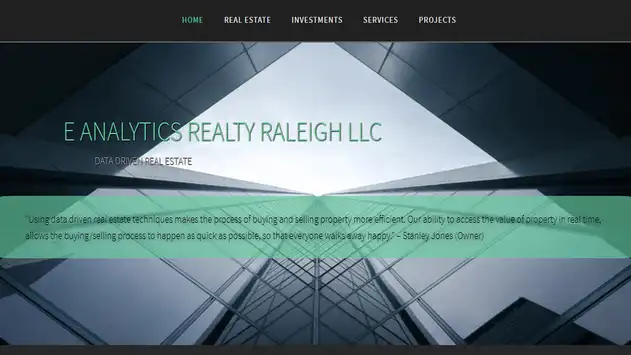 HOME REAL ESTATE INVESTMENTS SERVICES PROJECTS
E ANALYTICS REALTY RALEIGH LLC
DATA DRIVEN REAL ESTATE
"Using data driven real estate techniques makes the process of buying and selling property more efficient. Our ability to access the value of property in real time,
allows the buying/selling process to happen as quick as possible, so that everyone walks away happy." – Stanley Jones (Owner)